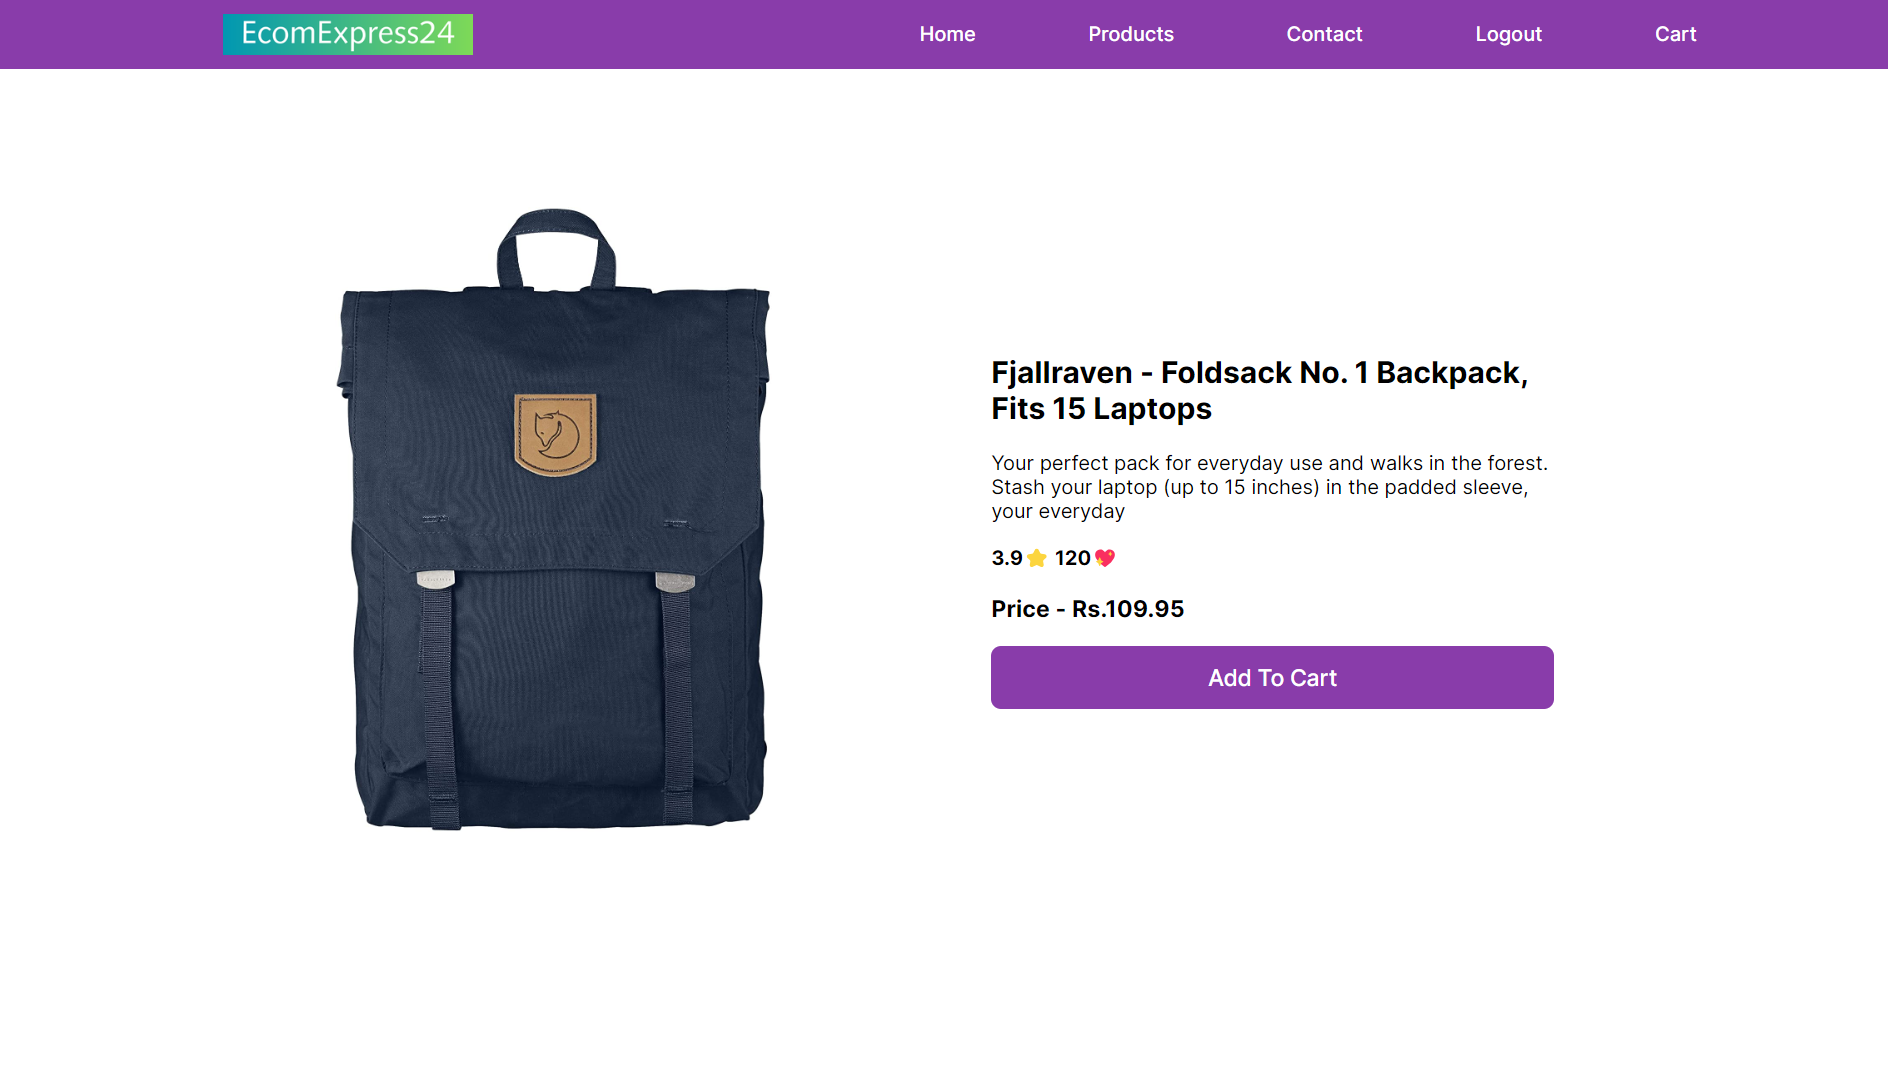 EcomExpress24
Home Products Contact Logout Cart
Fjallraven - Foldsack No. 1 Backpack,
Fits 15 Laptops
Your perfect pack for everyday use and walks in the forest.
Stash your laptop (up to 15 inches) in the padded sleeve,
your everyday
3.9⭐ 120💖
Price - Rs.109.95
Add To Cart